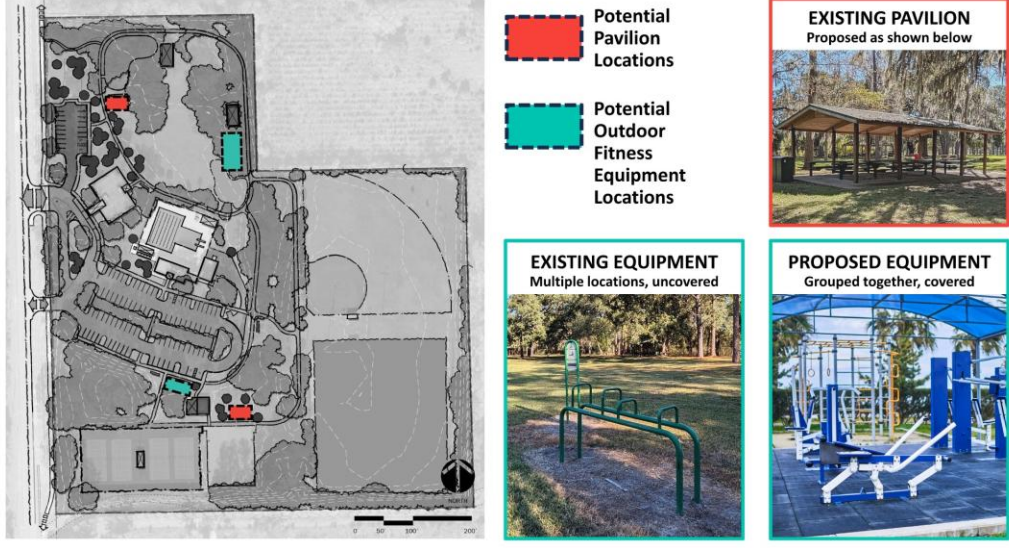 Potential
Pavilion
Locations
Potential
Outdoor
Fitness
Equipment
Locations
EXISTING PAVILION
Proposed as shown below
EXISTING EQUIPMENT
Multiple locations, uncovered
PROPOSED EQUIPMENT
Grouped together, covered
NORTH
0 50 100 200'